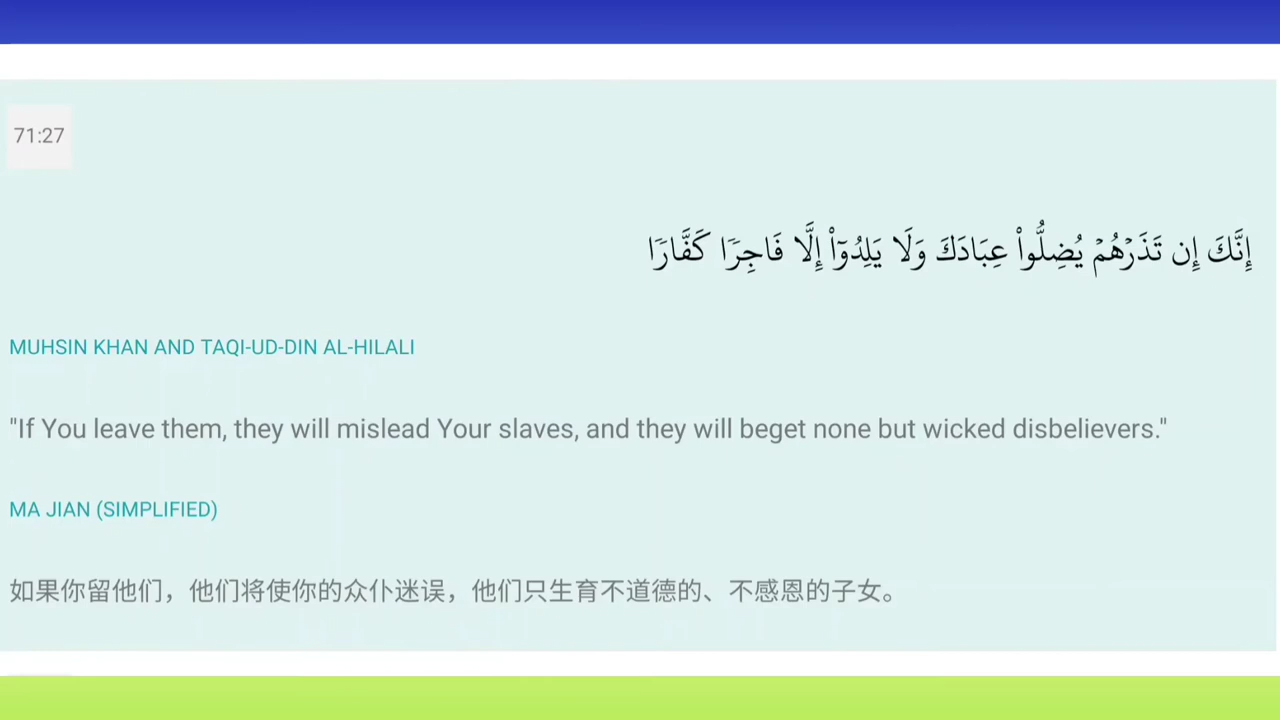 71:27
إِنَّكَ إِن تَذَرْهُمْ يُضِلُّوا۟ عِبَادَكَ وَلَا يَلِدُوٓا۟ إِلَّا فَاجِرًۭا كَفَّارًۭا
MUHSIN KHAN AND TAQI-UD-DIN AL-HILALI
"If You leave them, they will mislead Your slaves, and they will beget none but wicked disbelievers."
MA JIAN (SIMPLIFIED)
如果你留他们，他们将使你的众仆迷误，他们只生育不道德的、不感恩的子女。